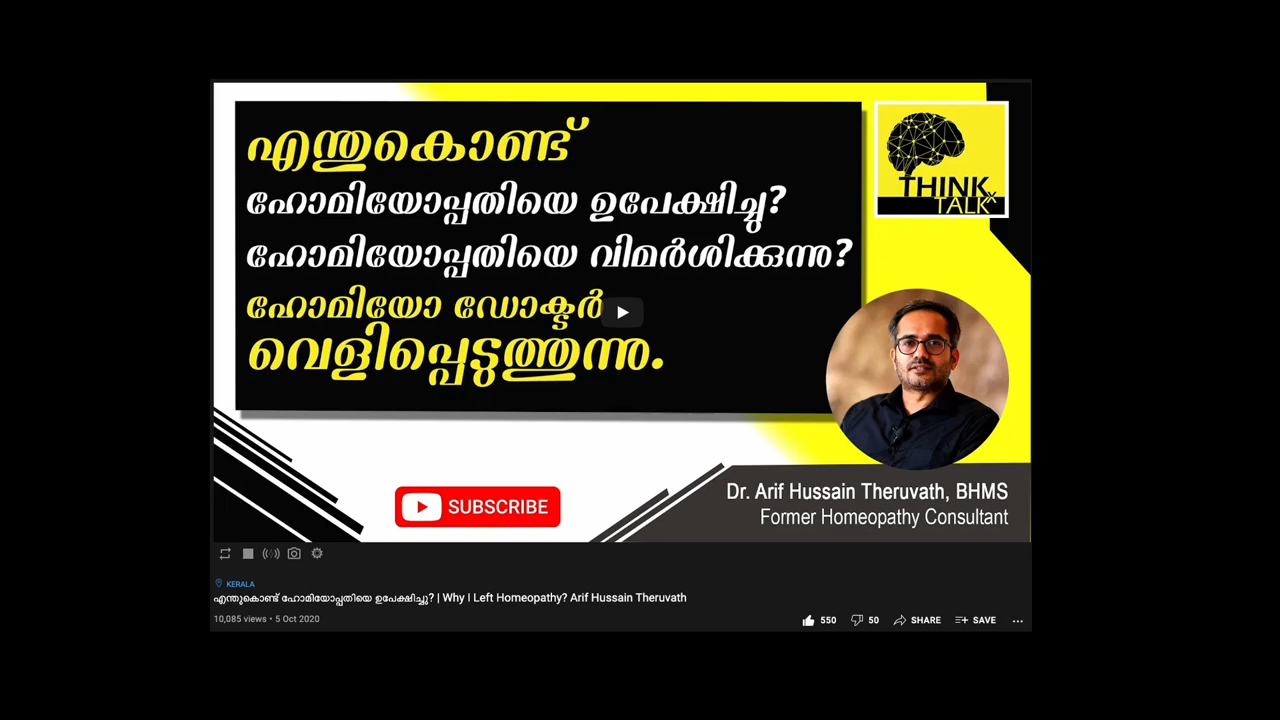 എന്തുകൊണ്ട്
ഹോമിയോപ്പതിയെ ഉപേക്ഷിച്ചു?
ഹോമിയോപ്പതിയെ വിമർശിക്കുന്നു?
ഹോമിയോ ഡോക്ടർ
വെളിപ്പെടുത്തുന്നു.
THINK
TALK
x
SUBSCRIBE
Dr. Arif Hussain Theruvath, BHMS
Former Homeopathy Consultant
KERALA
എന്തുകൊണ്ട് ഹോമിയോപ്പതിയെ ഉപേക്ഷിച്ചു? | Why I Left Homeopathy? Arif Hussain Theruvath
10,085 views • 5 Oct 2020
550 50 SHARE SAVE